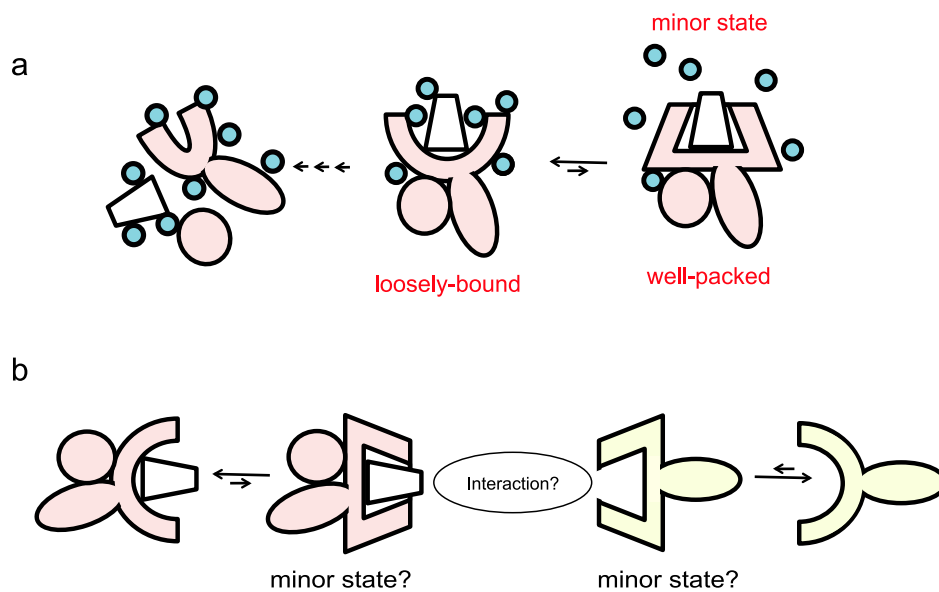 minor state
a
loosely-bound
well-packed
b
Interaction?
minor state?
minor state?